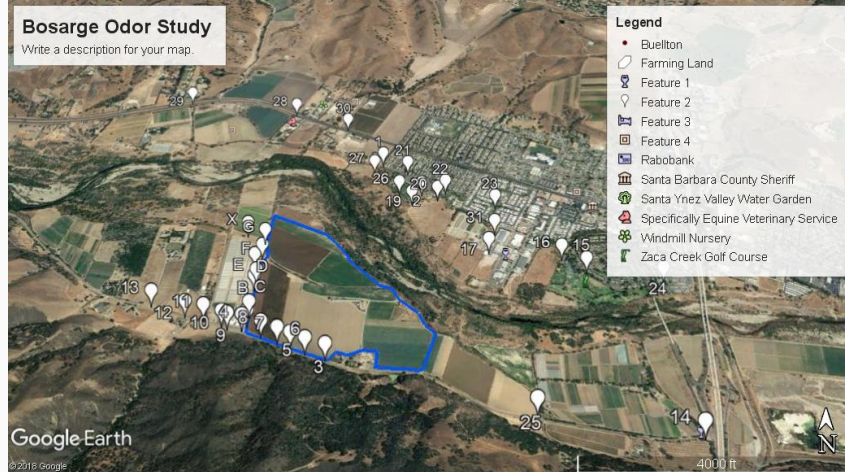 Bosarge Odor Study
Write a description for your map.
Legend
Buellton
Farming Land
Feature 1
Feature 2
Feature 3
Feature 4
Rabobank
Santa Barbara County Sheriff
Santa Ynez Valley Water Garden
Specifically Equine Veterinary Service
Windmill Nursery
Zaca Creek Golf Course
29
28
30
1
27
21
26
20
22
19
2
23
31
17
16
15
24
X
G
F
E
D
C
B
13
12
11
10
4
9
8
7
6
5
3
25
14
Google Earth
© 2018 Google
4000 ft
N